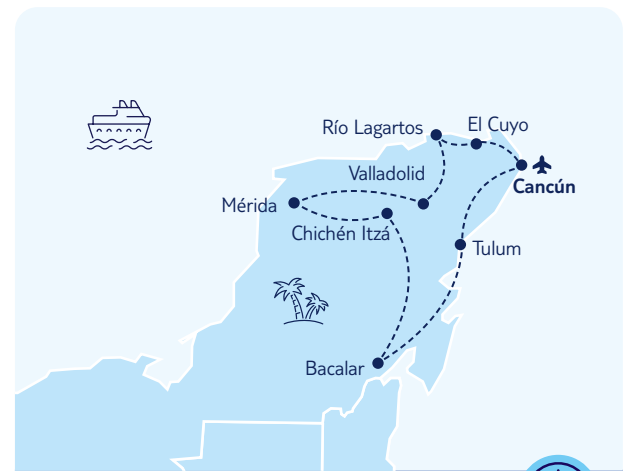 El Cuyo
Río Lagartos
Valladolid
Cancún
Mérida
Chichén Itzá
Tulum
Bacalar